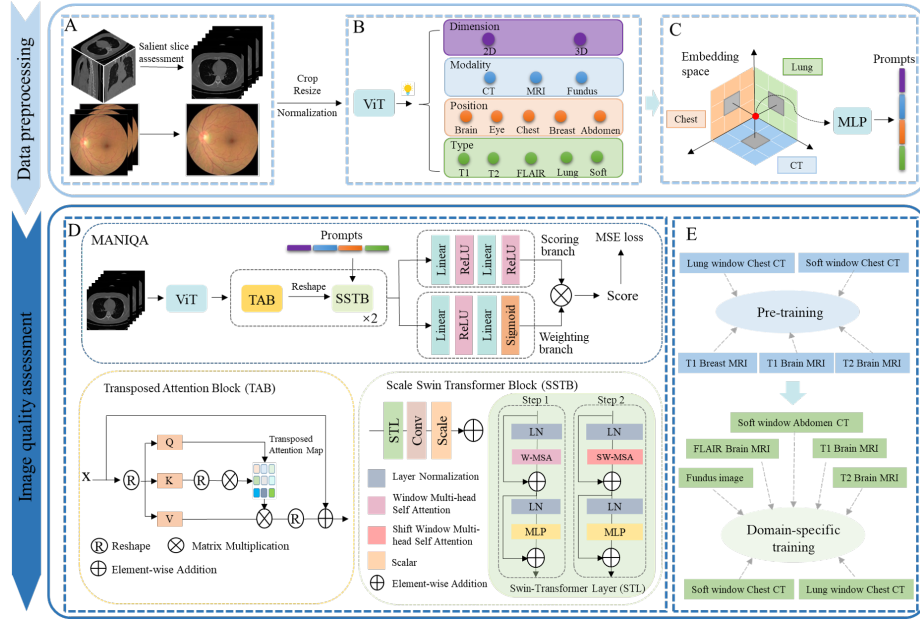 Data preprocessing
A
Salient slice
assessment
Crop
Resize
Normalization
B
ViT
Dimension
2D 3D
Modality
CT MRI Fundus
Position
Brain Eye Chest Breast Abdomen
Type
T1 T2 FLAIR Lung Soft
C
Embedding
space
Lung
Chest
CT
MLP
Prompts
Image quality assessment
D
MANIQA
ViT
Prompts
TAB
Reshape
SSTB
×2
Linear
ReLU
Linear
ReLU
Linear
ReLU
Linear
Sigmoid
Scoring
branch
Weighting
branch
MSE loss
Score
Transposed Attention Block (TAB)
X
R
Q
K
V
R
Transposed
Attention Map
R
R Reshape
Matrix Multiplication
Element-wise Addition
Scale Swin Transformer Block (SSTB)
STL
Conv
Scale
Layer Normalization
Window Multi-head
Self Attention
Shift Window Multi-
head Self Attention
Scalar
Element-wise Addition
Step 1
LN
W-MSA
LN
MLP
Step 2
LN
SW-MSA
LN
MLP
Swin-Transformer Layer (STL)
E
Lung window Chest CT
Soft window Chest CT
Pre-training
T1 Breast MRI
T1 Brain MRI
T2 Brain MRI
Soft window Abdomen CT
FLAIR Brain MRI
T1 Brain MRI
Fundus image
T2 Brain MRI
Domain-specific
training
Soft window Chest CT
Lung window Chest CT